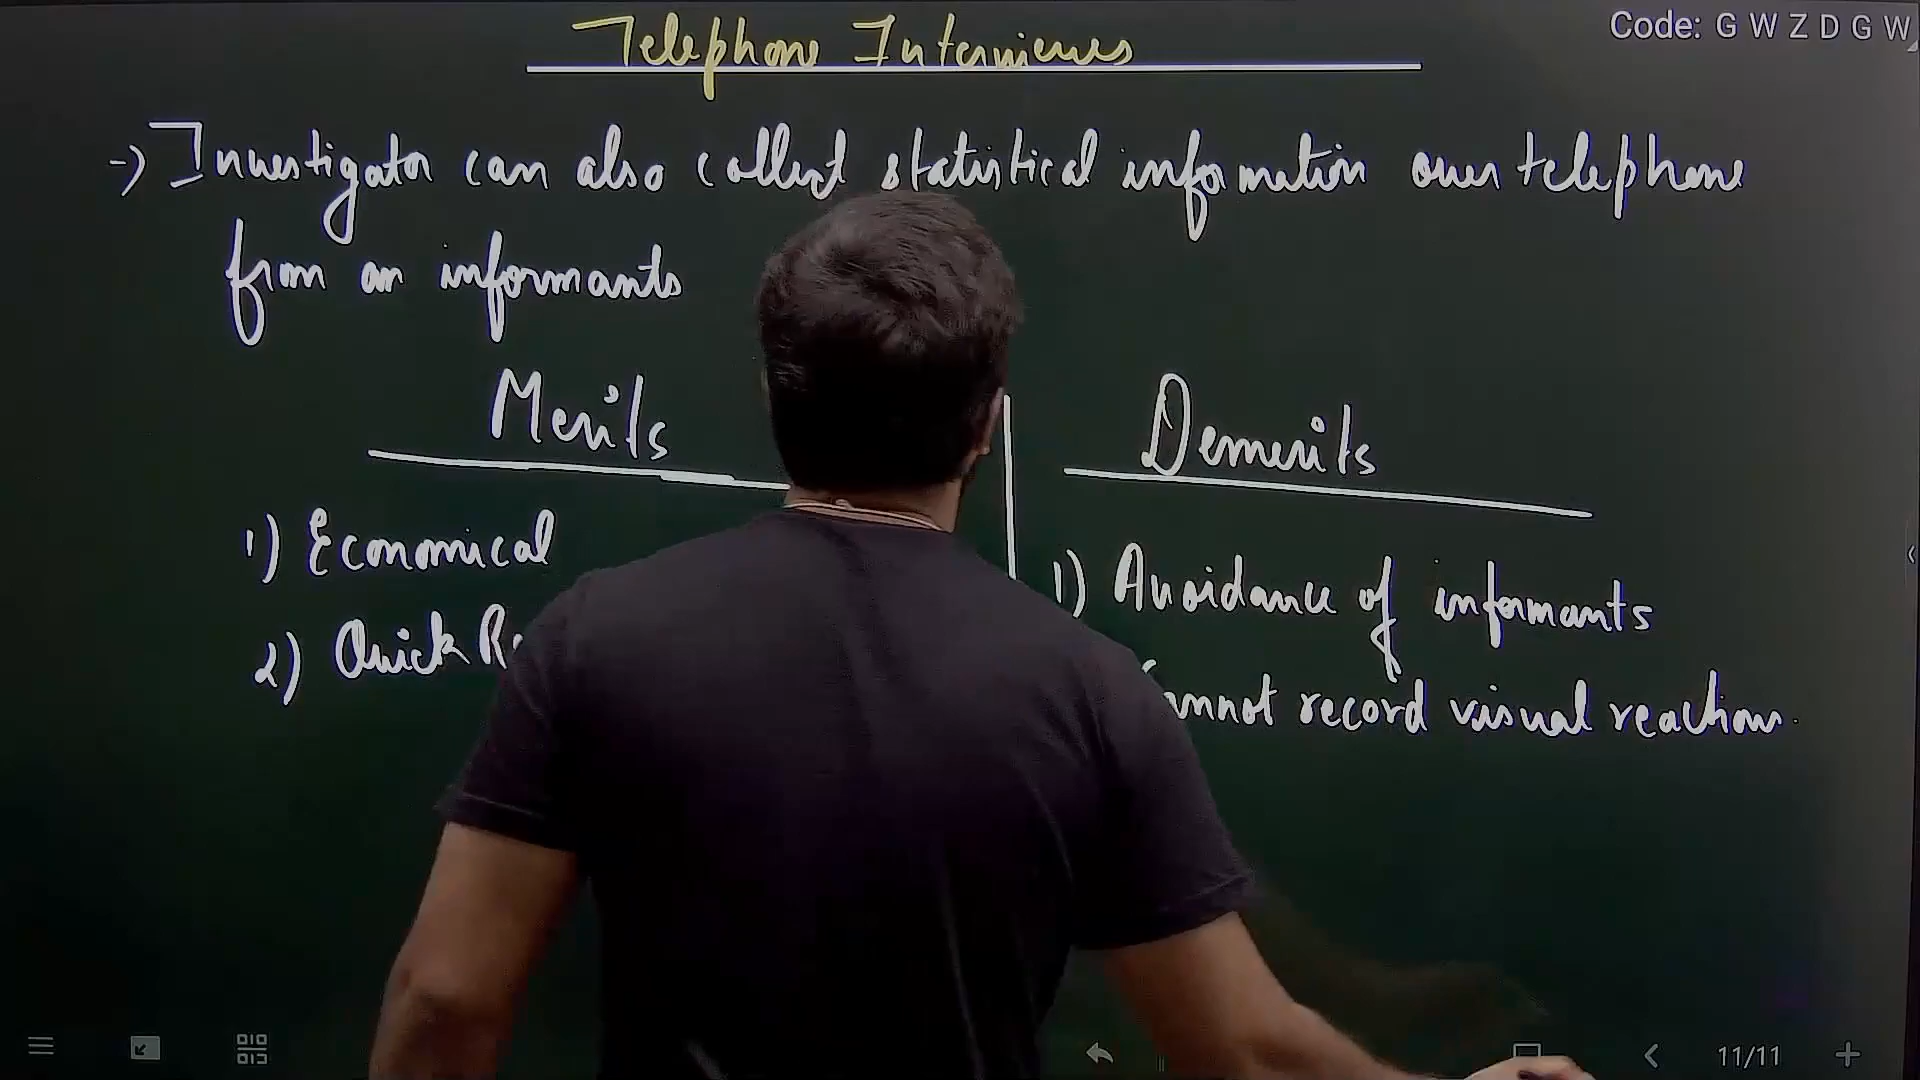 Telephone Interviews
Code: G W Z D G W
-) Investigator can also collect statistical information over telephone
from an informants
Merits
Demerits
1) Economical
2) Quick
1) Avoidance of informants
Cannot record visual reactions.
11/11